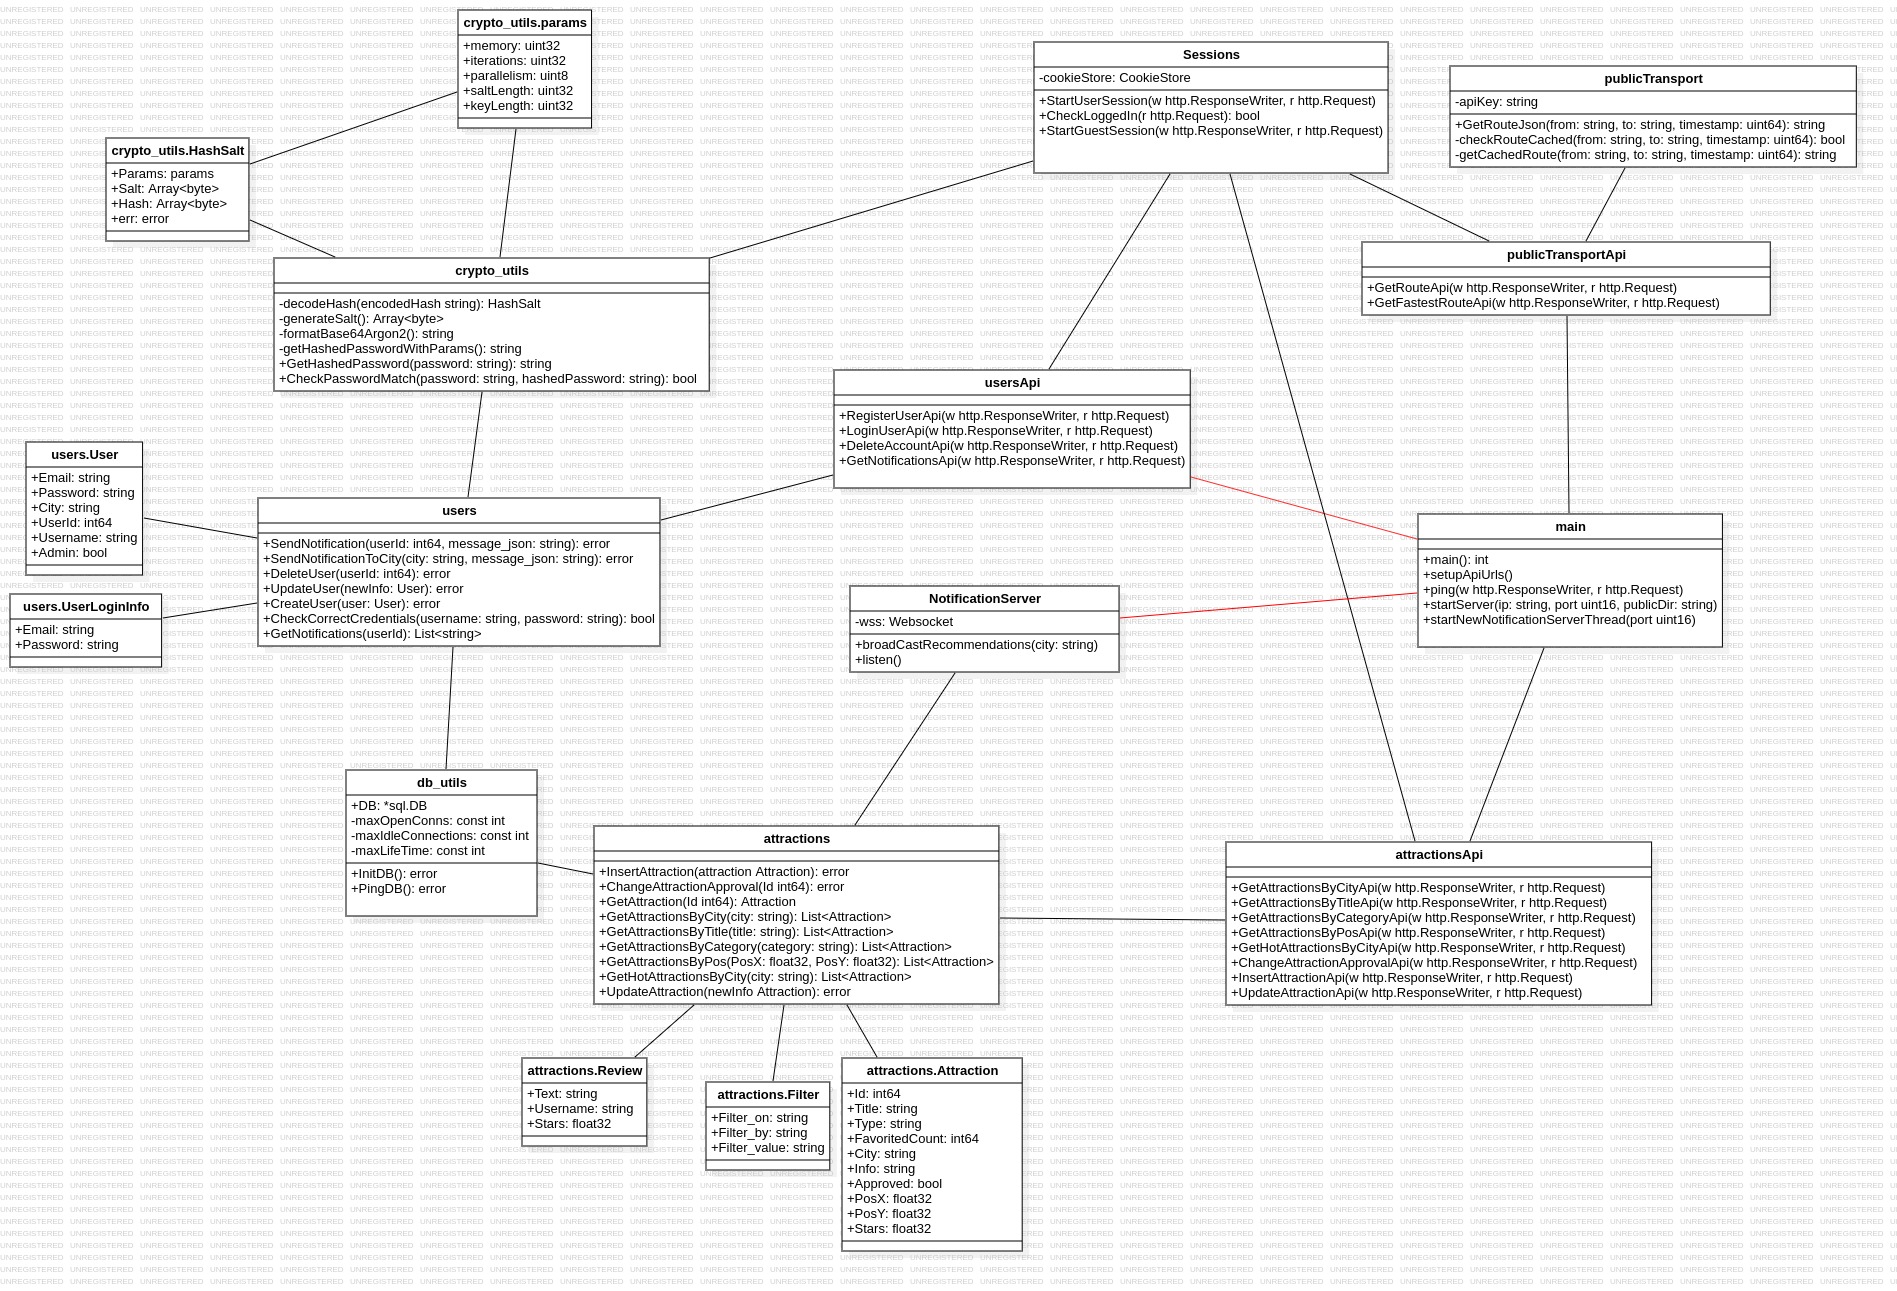 crypto_utils.params
+memory: uint32
+iterations: uint32
+parallelism: uint8
+saltLength: uint32
+keyLength: uint32
Sessions
-cookieStore: CookieStore
+StartUserSession(w http.ResponseWriter, r http.Request)
+CheckLoggedIn(r http.Request): bool
+StartGuestSession(w http.ResponseWriter, r http.Request)
publicTransport
-apiKey: string
+GetRouteJson(from: string, to: string, timestamp: uint64): string
-checkRouteCached(from: string, to: string, timestamp: uint64): bool
-getCachedRoute(from: string, to: string, timestamp: uint64): string
crypto_utils.HashSalt
+Params: params
+Salt: Array<byte>
+Hash: Array<byte>
+err: error
publicTransportApi
+GetRouteApi(w http.ResponseWriter, r http.Request)
+GetFastestRouteApi(w http.ResponseWriter, r http.Request)
crypto_utils
-decodeHash(encodedHash string): HashSalt
-generateSalt(): Array<byte>
-formatBase64Argon2(): string
-getHashedPasswordWithParams(): string
+GetHashedPassword(password: string): string
+CheckPasswordMatch(password: string, hashedPassword: string): bool
usersApi
+RegisterUserApi(w http.ResponseWriter, r http.Request)
+LoginUserApi(w http.ResponseWriter, r http.Request)
+DeleteAccountApi(w http.ResponseWriter, r http.Request)
+GetNotificationsApi(w http.ResponseWriter, r http.Request)
users.User
+Email: string
+Password: string
+City: string
+UserId: int64
+Username: string
+Admin: bool
users
+SendNotification(userId: int64, message_json: string): error
+SendNotificationToCity(city: string, message_json: string): error
+DeleteUser(userId: int64): error
+UpdateUser(newInfo: User): error
+CreateUser(user: User): error
+CheckCorrectCredentials(username: string, password: string): bool
+GetNotifications(userId): List<string>
main
+main(): int
+setupApiUrls()
+ping(w http.ResponseWriter, r http.Request)
+startServer(ip: string, port uint16, publicDir: string)
+startNewNotificationServerThread(port uint16)
users.UserLoginInfo
+Email: string
+Password: string
NotificationServer
-wss: Websocket
+broadCastRecommendations(city: string)
+listen()
db_utils
+DB: *sql.DB
-maxOpenConns: const int
-maxIdleConnections: const int
-maxLifeTime: const int
+InitDB(): error
+PingDB(): error
attractions
+InsertAttraction(attraction Attraction): error
+ChangeAttractionApproval(Id int64): error
+GetAttraction(Id int64): Attraction
+GetAttractionsByCity(city: string): List<Attraction>
+GetAttractionsByTitle(title: string): List<Attraction>
+GetAttractionsByCategory(category: string): List<Attraction>
+GetAttractionsByPos(PosX: float32, PosY: float32): List<Attraction>
+GetHotAttractionsByCity(city: string): List<Attraction>
+UpdateAttraction(newInfo Attraction): error
attractionsApi
+GetAttractionsByCityApi(w http.ResponseWriter, r http.Request)
+GetAttractionsByTitleApi(w http.ResponseWriter, r http.Request)
+GetAttractionsByCategoryApi(w http.ResponseWriter, r http.Request)
+GetAttractionsByPosApi(w http.ResponseWriter, r http.Request)
+GetHotAttractionsByCityApi(w http.ResponseWriter, r http.Request)
+ChangeAttractionApprovalApi(w http.ResponseWriter, r http.Request)
+InsertAttractionApi(w http.ResponseWriter, r http.Request)
+UpdateAttractionApi(w http.ResponseWriter, r http.Request)
attractions.Review
+Text: string
+Username: string
+Stars: float32
attractions.Filter
+Filter_on: string
+Filter_by: string
+Filter_value: string
attractions.Attraction
+Id: int64
+Title: string
+Type: string
+FavoritedCount: int64
+City: string
+Info: string
+Approved: bool
+PosX: float32
+PosY: float32
+Stars: float32
UNREGISTERED